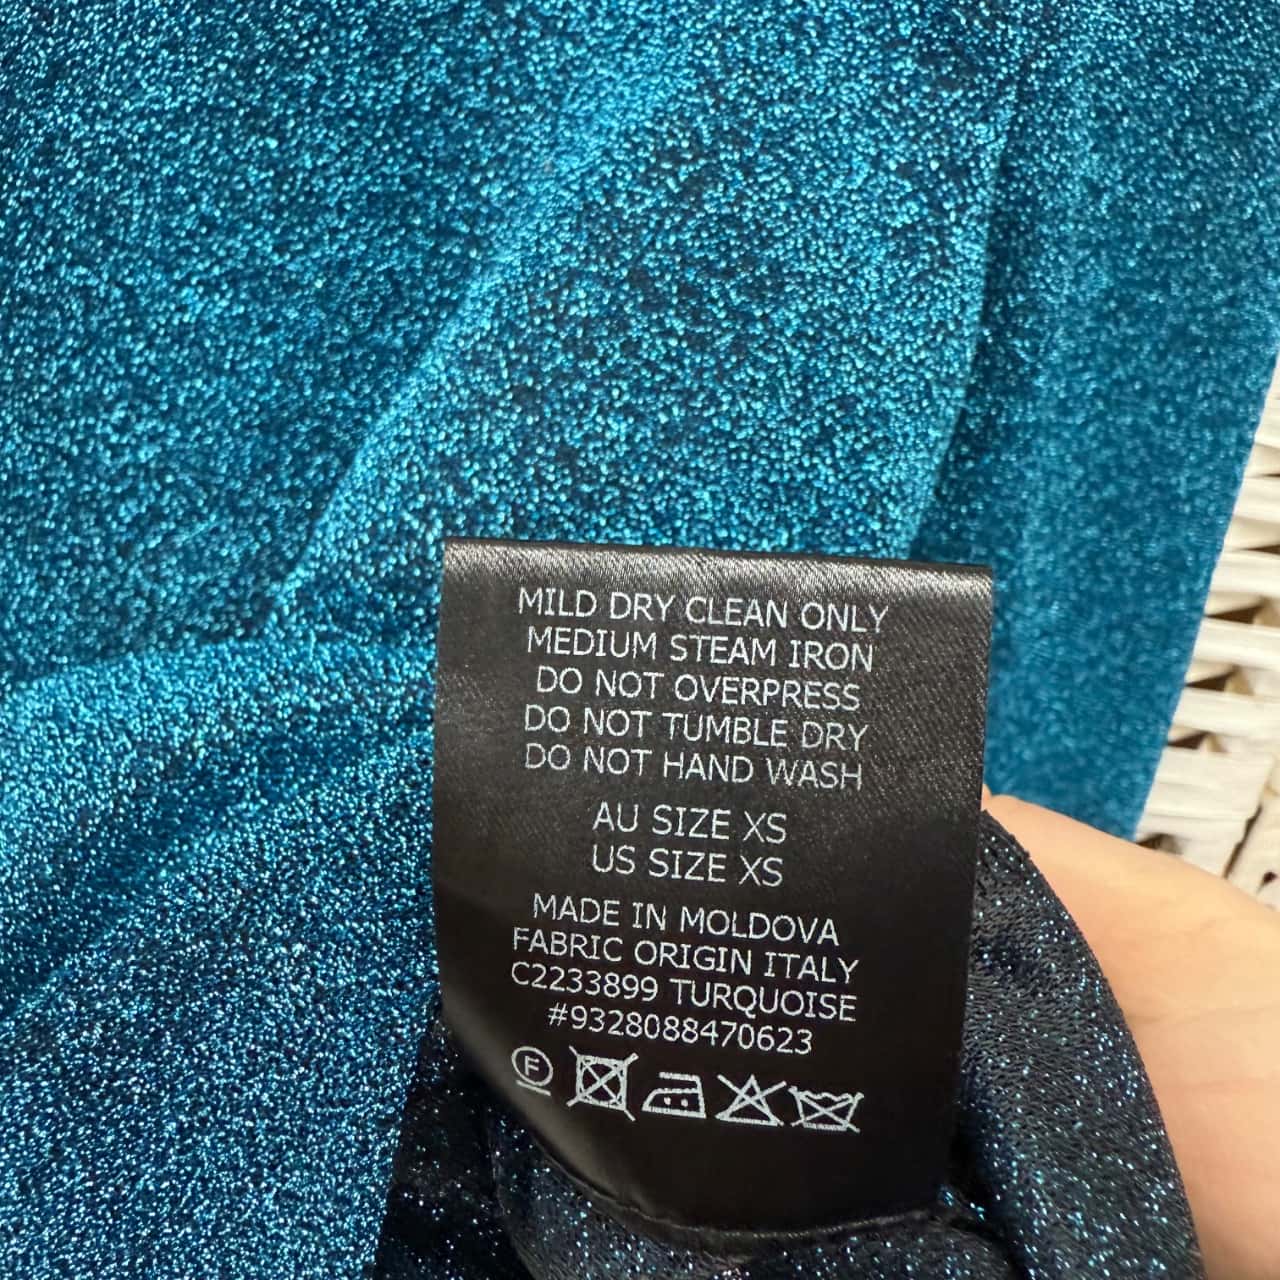 MILD DRY CLEAN ONLY
MEDIUM STEAM IRON
DO NOT OVERPRESS
DO NOT TUMBLE DRY
DO NOT HAND WASH
AU SIZE XS
US SIZE XS
MADE IN MOLDOVA
FABRIC ORIGIN ITALY
C2233899 TURQUOISE
#9328088470623
F